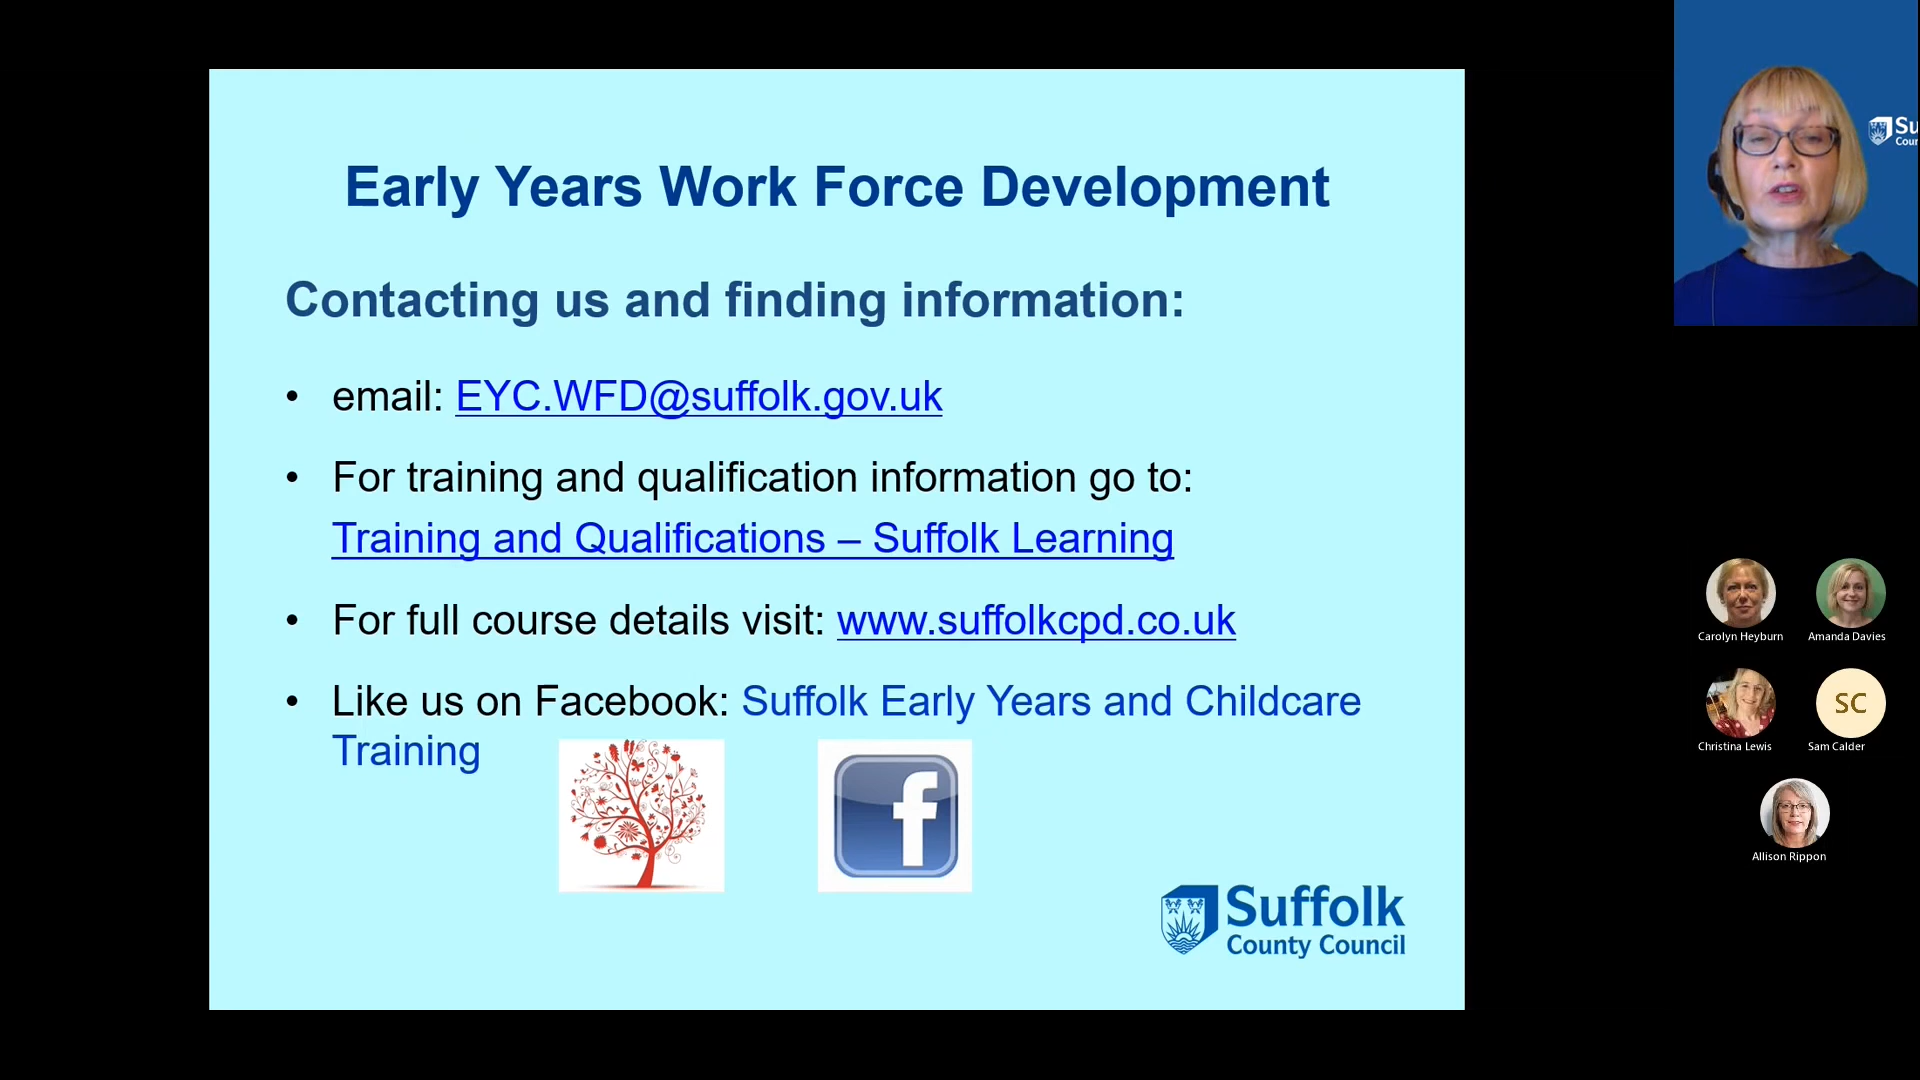 Early Years Work Force Development
Contacting us and finding information:
• email: EYC.WFD@suffolk.gov.uk
• For training and qualification information go to:
Training and Qualifications – Suffolk Learning
• For full course details visit: www.suffolkcpd.co.uk
• Like us on Facebook: Suffolk Early Years and Childcare
Training
f
Suffolk
County Council
Su
Coun
Carolyn Heyburn
Amanda Davies
SC
Christina Lewis
Sam Calder
Allison Rippon